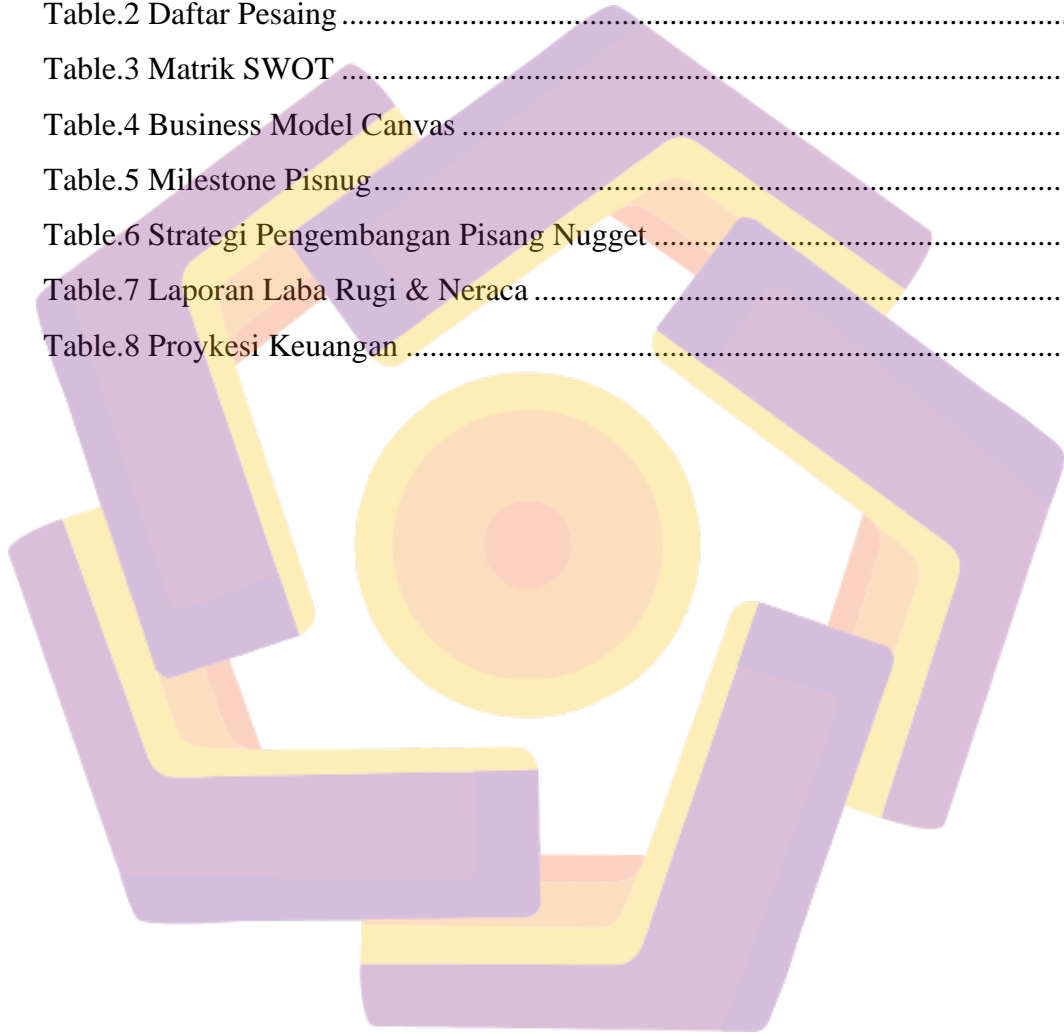 Table.2 Daftar Pesaing ....................................................................................................
Table.3 Matrik SWOT ....................................................................................................
Table.4 Business Model Canvas ....................................................................................
Table.5 Milestone Pisnug................................................................................................
Table.6 Strategi Pengembangan Pisang Nugget .........................................................
Table.7 Laporan Laba Rugi & Neraca ..........................................................................
Table.8 Proykesi Keuangan ...........................................................................................